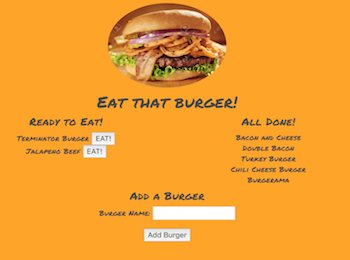 Eat that burger!
Ready to Eat!
Terminator Burger EAT!
Jalapeno Beef EAT!
All Done!
Bacon and Cheese
Double Bacon
Turkey Burger
Chili Cheese Burger
Burgerama
Add a Burger
Burger Name:
Add Burger